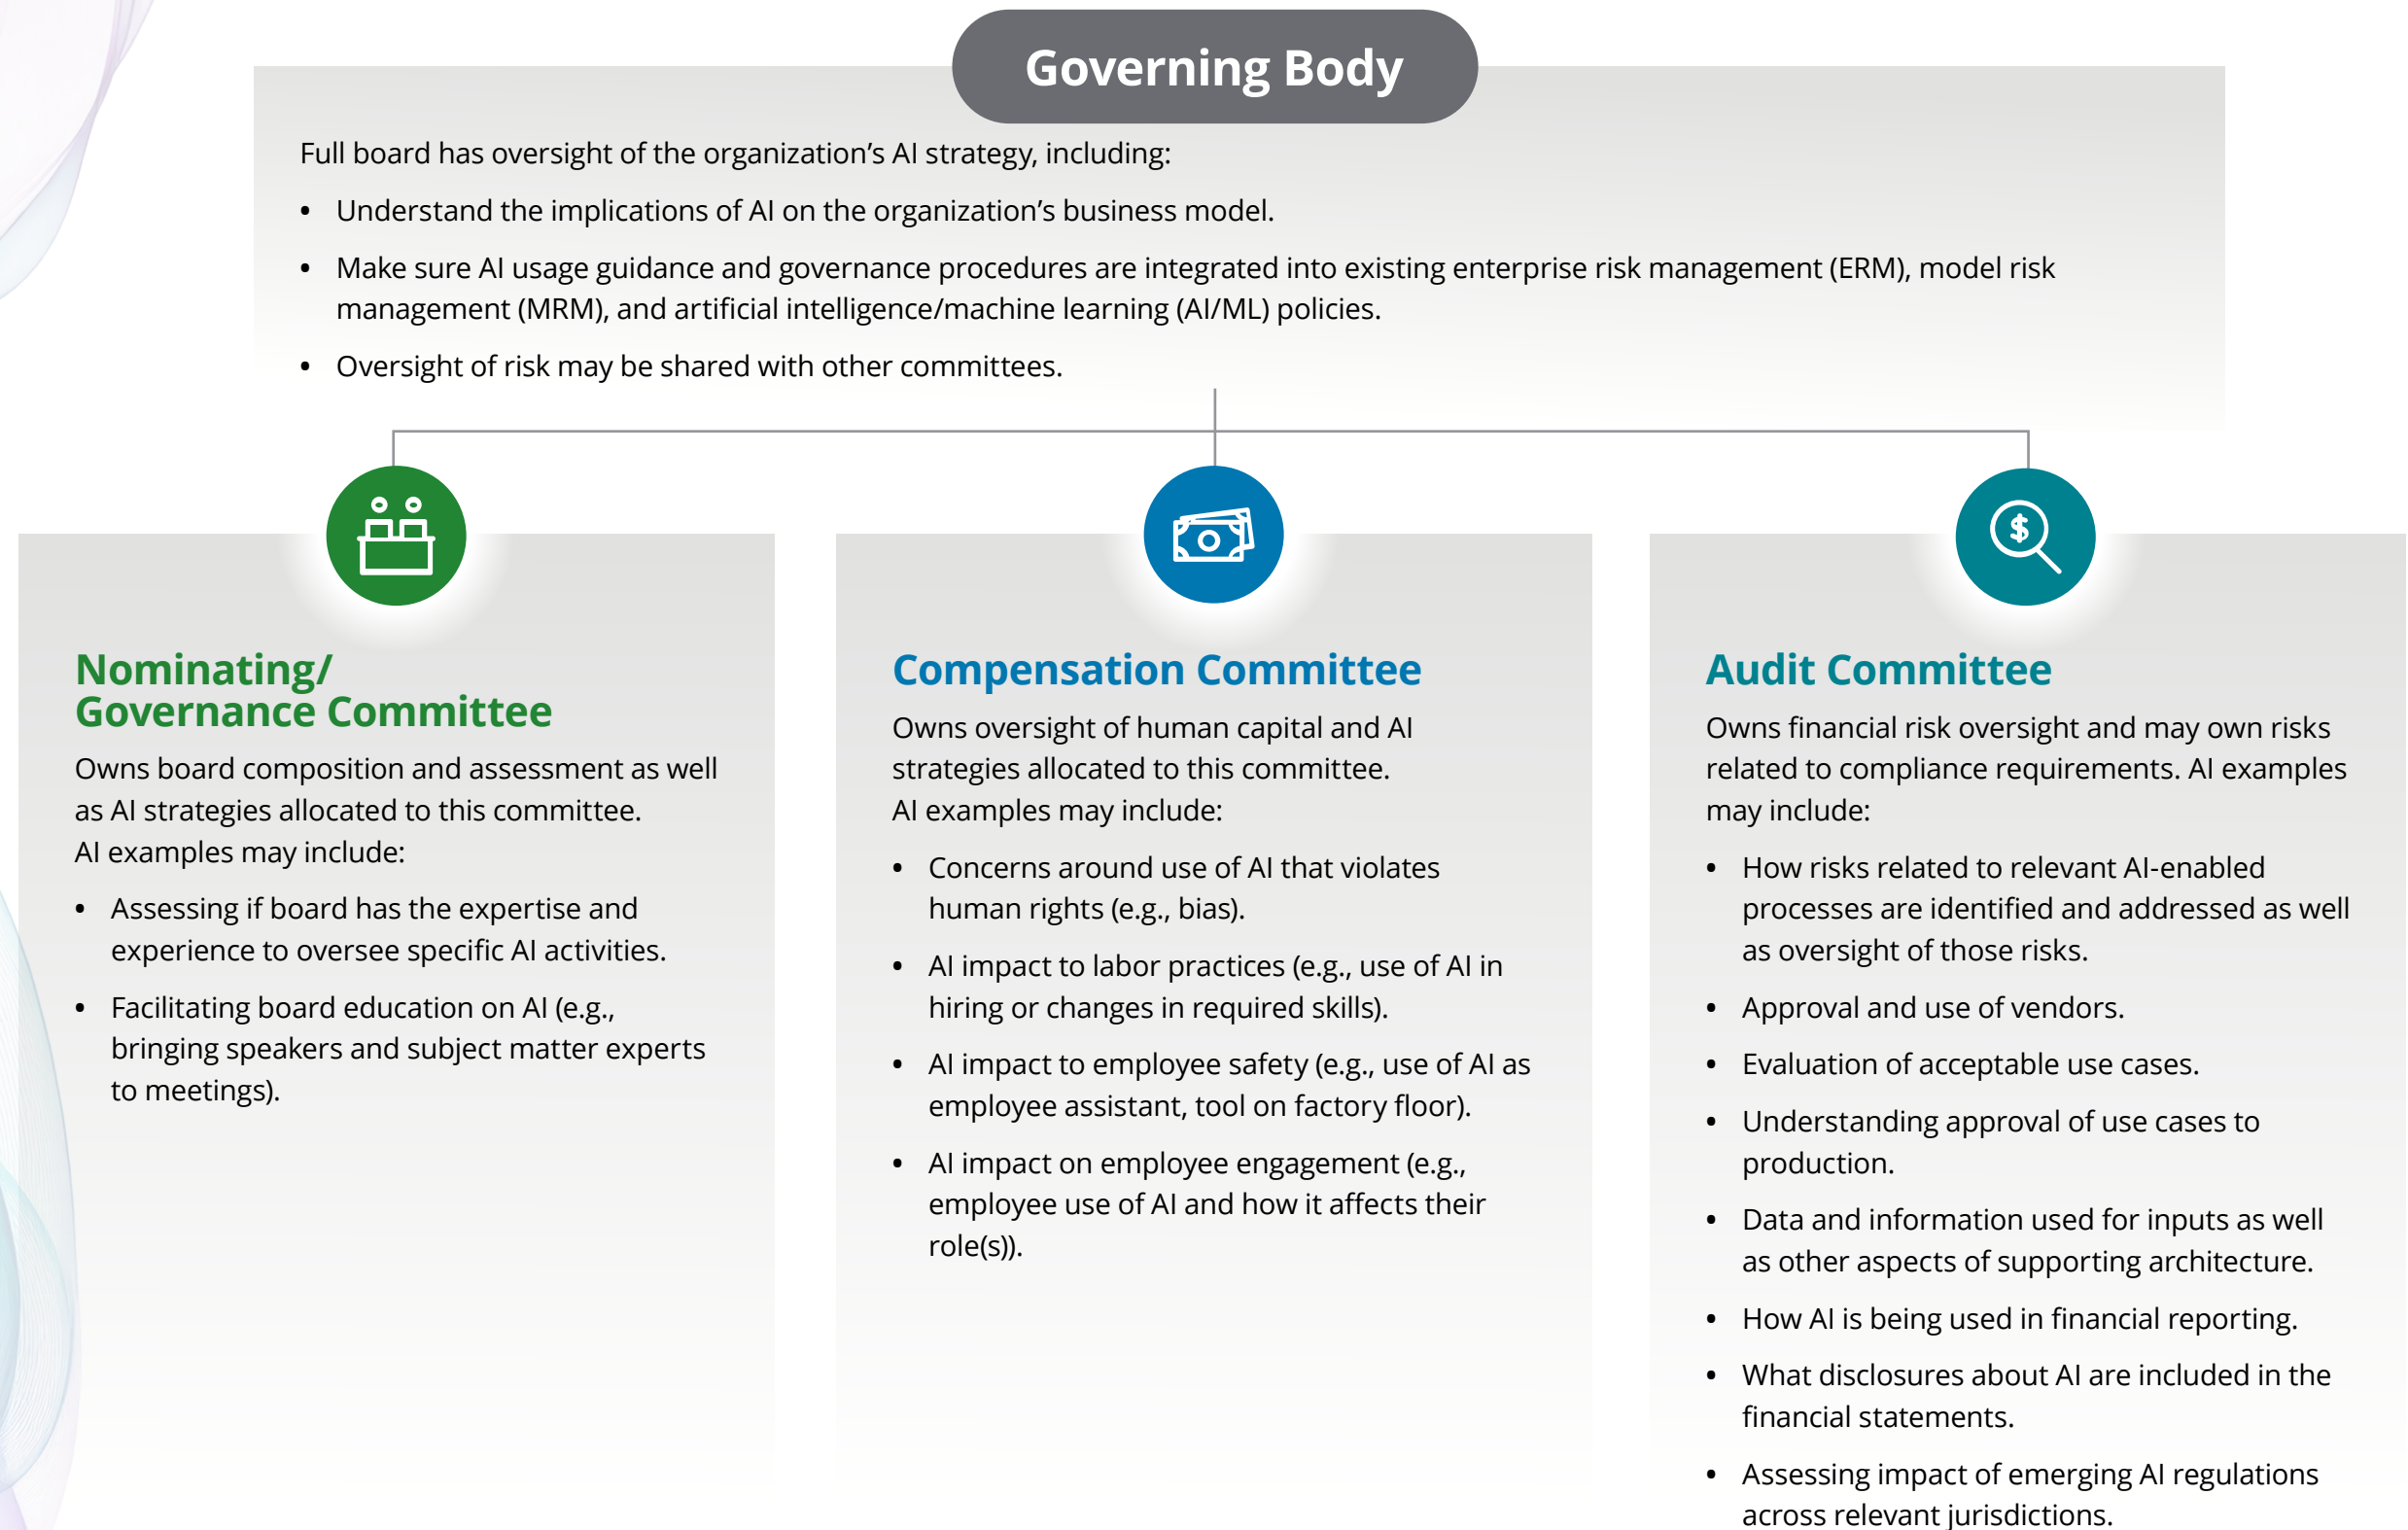 Governing Body
Full board has oversight of the organization’s AI strategy, including:
• Understand the implications of AI on the organization’s business model.
• Make sure AI usage guidance and governance procedures are integrated into existing enterprise risk management (ERM), model risk
management (MRM), and artificial intelligence/machine learning (AI/ML) policies.
• Oversight of risk may be shared with other committees.
$
Nominating/
Governance Committee
Owns board composition and assessment as well
as AI strategies allocated to this committee.
AI examples may include:
• Assessing if board has the expertise and
experience to oversee specific AI activities.
• Facilitating board education on AI (e.g.,
bringing speakers and subject matter experts
to meetings).
Compensation Committee
Owns oversight of human capital and AI
strategies allocated to this committee.
AI examples may include:
• Concerns around use of AI that violates
human rights (e.g., bias).
• AI impact to labor practices (e.g., use of AI in
hiring or changes in required skills).
• AI impact to employee safety (e.g., use of AI as
employee assistant, tool on factory floor).
• AI impact on employee engagement (e.g.,
employee use of AI and how it affects their
role(s)).
Audit Committee
Owns financial risk oversight and may own risks
related to compliance requirements. AI examples
may include:
• How risks related to relevant AI-enabled
processes are identified and addressed as well
as oversight of those risks.
• Approval and use of vendors.
• Evaluation of acceptable use cases.
• Understanding approval of use cases to
production.
• Data and information used for inputs as well
as other aspects of supporting architecture.
• How AI is being used in financial reporting.
• What disclosures about AI are included in the
financial statements.
• Assessing impact of emerging AI regulations
across relevant jurisdictions.